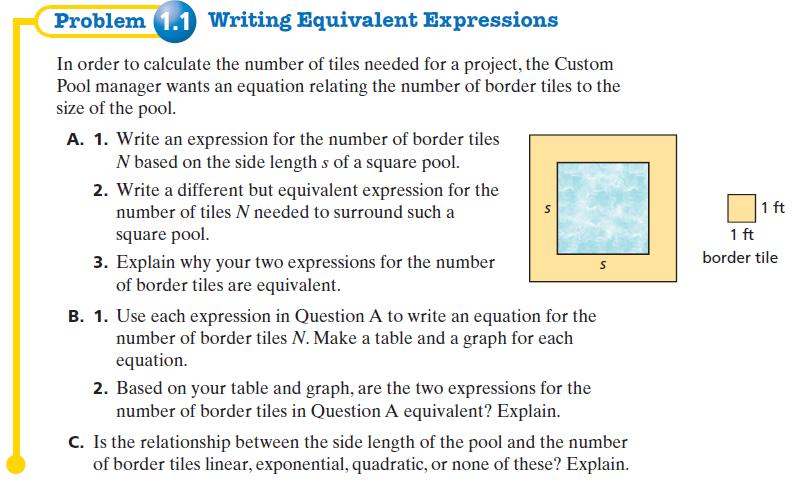 Problem 1.1 Writing Equivalent Expressions
In order to calculate the number of tiles needed for a project, the Custom
Pool manager wants an equation relating the number of border tiles to the
size of the pool.
A. 1. Write an expression for the number of border tiles
N based on the side length s of a square pool.
2. Write a different but equivalent expression for the
number of tiles N needed to surround such a
square pool.
3. Explain why your two expressions for the number
of border tiles are equivalent.
s
s
1 ft
1 ft
border tile
B. 1. Use each expression in Question A to write an equation for the
number of border tiles N. Make a table and a graph for each
equation.
2. Based on your table and graph, are the two expressions for the
number of border tiles in Question A equivalent? Explain.
C. Is the relationship between the side length of the pool and the number
of border tiles linear, exponential, quadratic, or none of these? Explain.